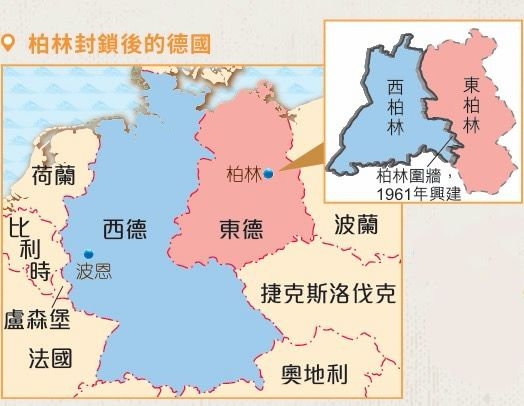 柏林封鎖後的德國
西柏林
東柏林
柏林圍牆，
1961年興建
荷蘭
比利時
盧森堡
法國
西德
波恩
柏林
東德
波蘭
捷克斯洛伐克
奧地利